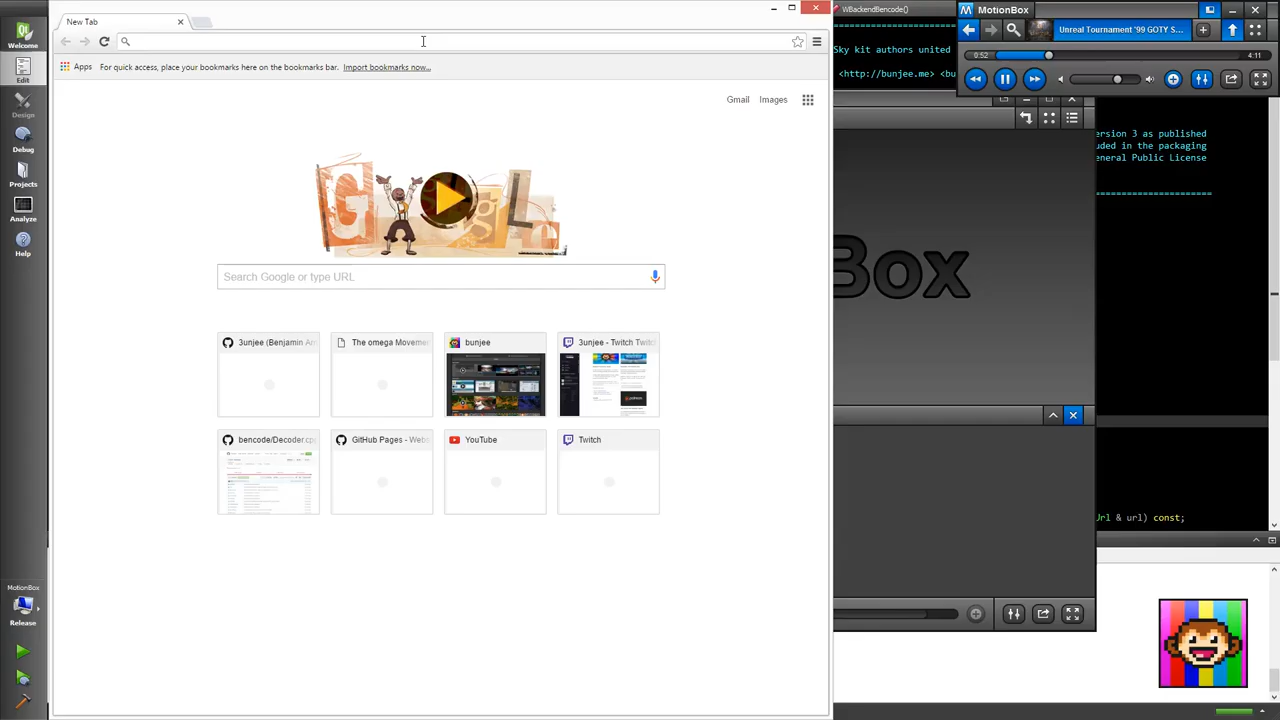 Welcome
Edit
Design
Debug
Projects
Analyze
Help
MotionBox
Release
New Tab
Apps
For quick access, place your bookmarks here on the bookmarks bar.
Import bookmarks now...
Gmail
Images
Search Google or type URL
3unjee (Benjamin Ar
The omega Moveme
bunjee
3unjee - Twitch Twitc
bencode/Decoder.cp
GitHub Pages - Webs
YouTube
Twitch
WBackendBencode()
Sky kit authors united
<http://bunjee.me> <bu
MotionBox
Unreal Tournament '99 GOTY S...
0:52
4:11
ersion 3 as published
uded in the packaging
eneral Public License
Box
Url & url) const;